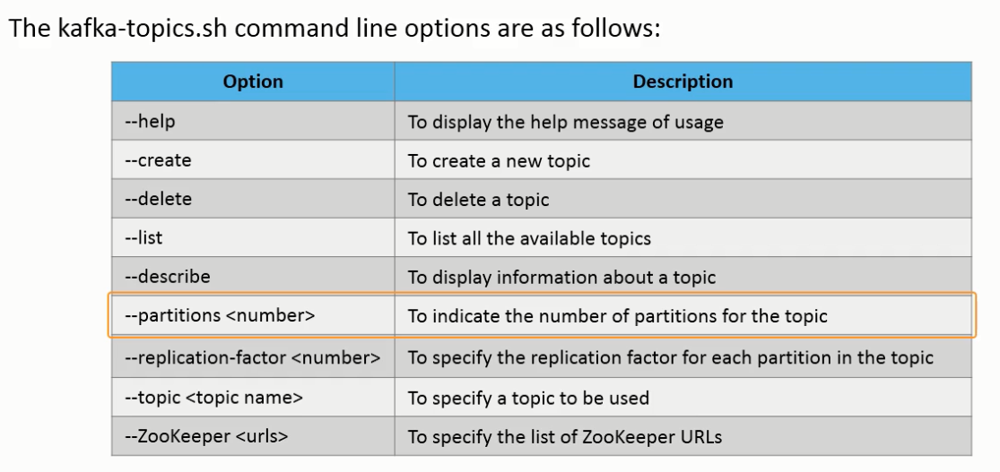 The kafka-topics.sh command line options are as follows:
Option Description
--help To display the help message of usage
--create To create a new topic
--delete To delete a topic
--list To list all the available topics
--describe To display information about a topic
--partitions <number> To indicate the number of partitions for the topic
--replication-factor <number> To specify the replication factor for each partition in the topic
--topic <topic name> To specify a topic to be used
--ZooKeeper <urls> To specify the list of ZooKeeper URLs